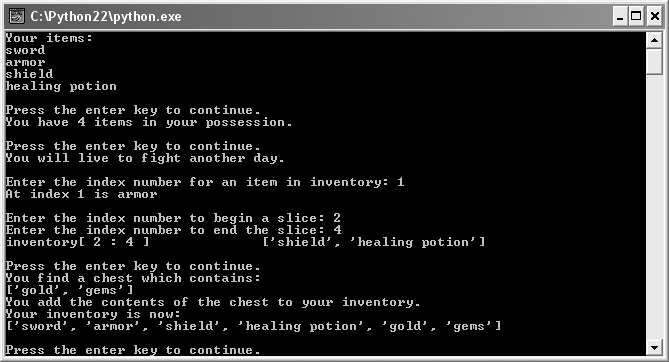 C:\Python22\python.exe
Your items:
sword
armor
shield
healing potion
Press the enter key to continue.
You have 4 items in your possession.
Press the enter key to continue.
You will live to fight another day.
Enter the index number for an item in inventory: 1
At index 1 is armor
Enter the index number to begin a slice: 2
Enter the index number to end the slice: 4
inventory[ 2 : 4 ]               ['shield', 'healing potion']
Press the enter key to continue.
You find a chest which contains:
['gold', 'gems']
You add the contents of the chest to your inventory.
Your inventory is now:
['sword', 'armor', 'shield', 'healing potion', 'gold', 'gems']
Press the enter key to continue.